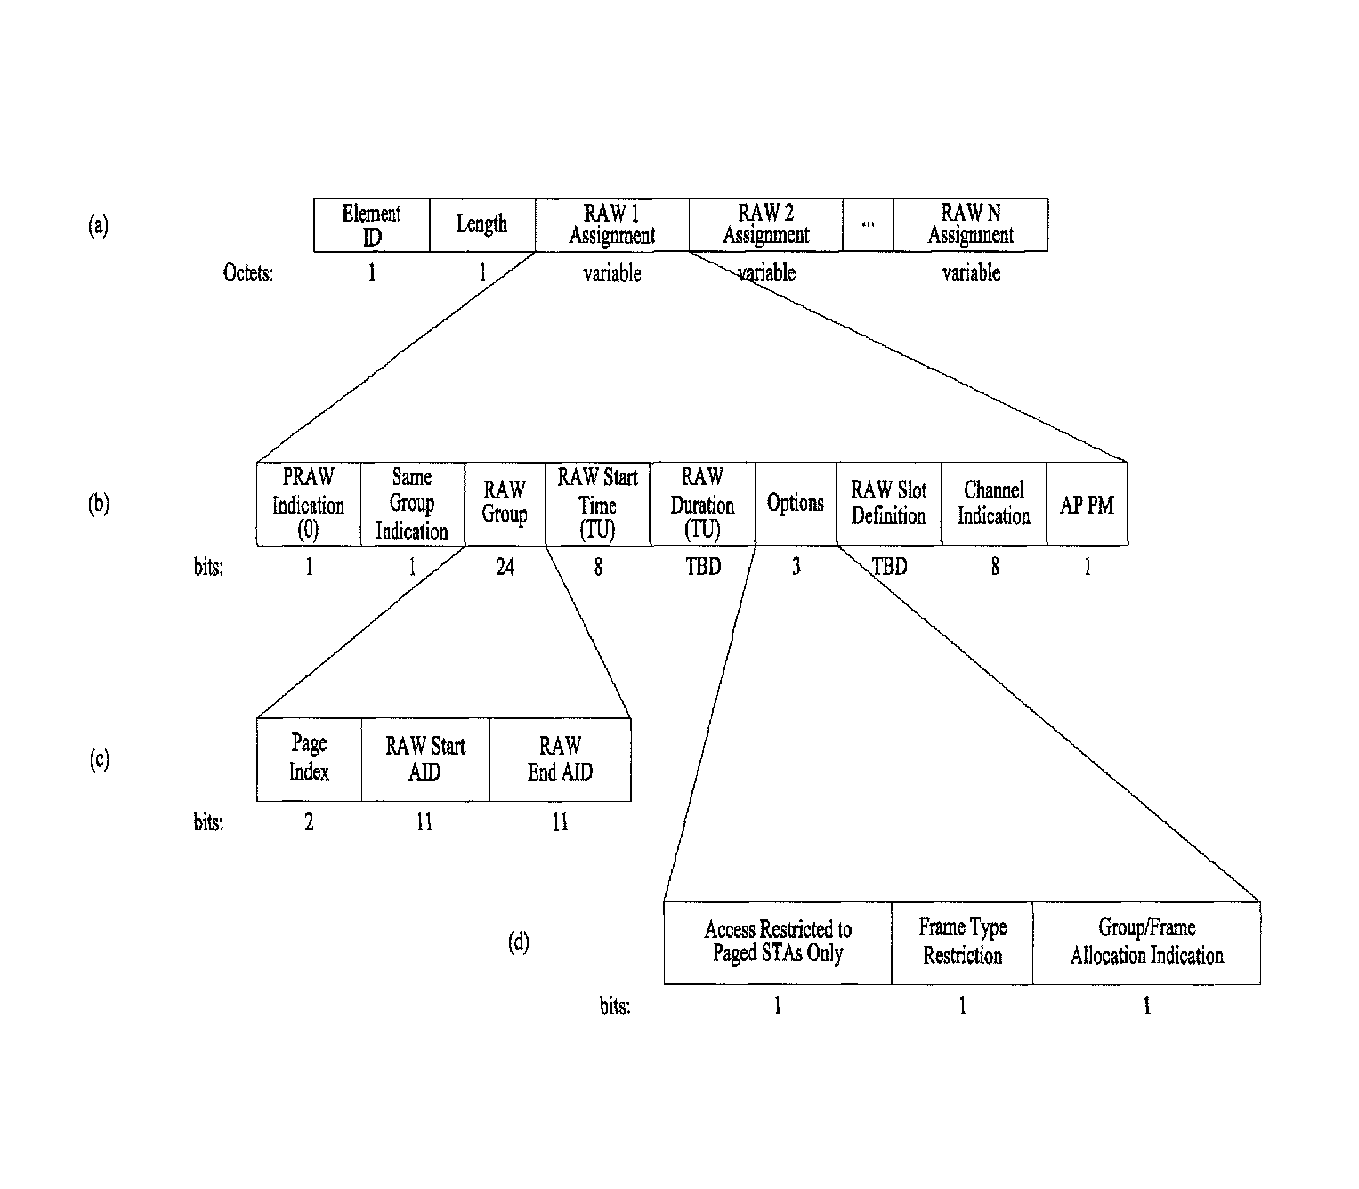 (a)
Element ID
Length
RAW 1 Assignment
RAW 2 Assignment
...
RAW N Assignment
Octets: 1 1 variable variable variable
(b)
PRAW Indication (0)
Same Group Indication
RAW Group
RAW Start Time (TU)
RAW Duration (TU)
Options
RAW Slot Definition
Channel Indication
AP PM
bits: 1 1 24 8 TBD 3 TBD 8 1
(c)
Page Index
RAW Start AID
RAW End AID
bits: 2 11 11
(d)
Access Restricted to Paged STAs Only
Frame Type Restriction
Group/Frame Allocation Indication
bits: 1 1 1